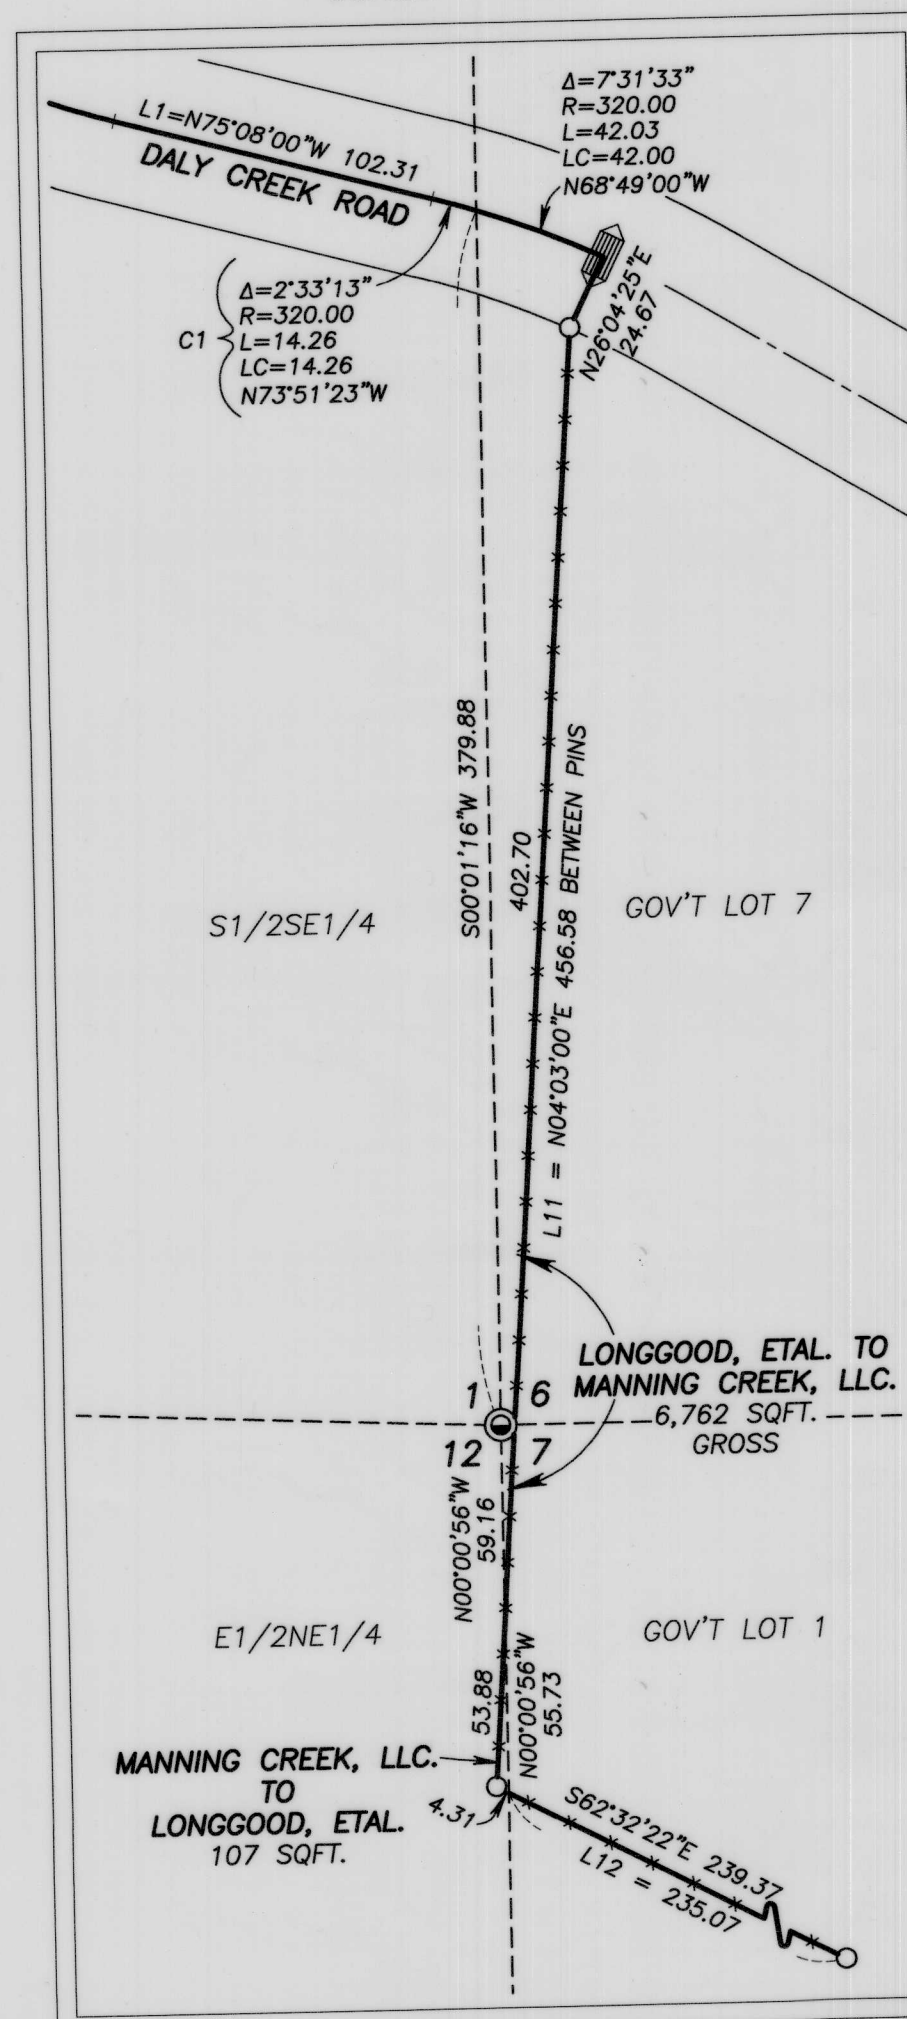 Δ=7°31'33"
R=320.00
L=42.03
LC=42.00
N68°49'00"W
L1=N75°08'00"W 102.31
DALY CREEK ROAD
N26°04'25"E
24.67
C1
Δ=2°33'13"
R=320.00
L=14.26
LC=14.26
N73°51'23"W
S00°01'16"W 379.88
402.70
L11 = N04°03'00"E 456.58 BETWEEN PINS
S1/2SE1/4
GOV'T LOT 7
LONGGOOD, ETAL. TO
MANNING CREEK, LLC.
6,762 SQFT.
GROSS
1 6
12 7
N00°00'56"W
59.16
E1/2NE1/4
GOV'T LOT 1
53.88
N00°00'56"W
55.73
MANNING CREEK, LLC.
TO
LONGGOOD, ETAL.
107 SQFT.
4.31
S62°32'22"E 239.37
L12 = 235.07